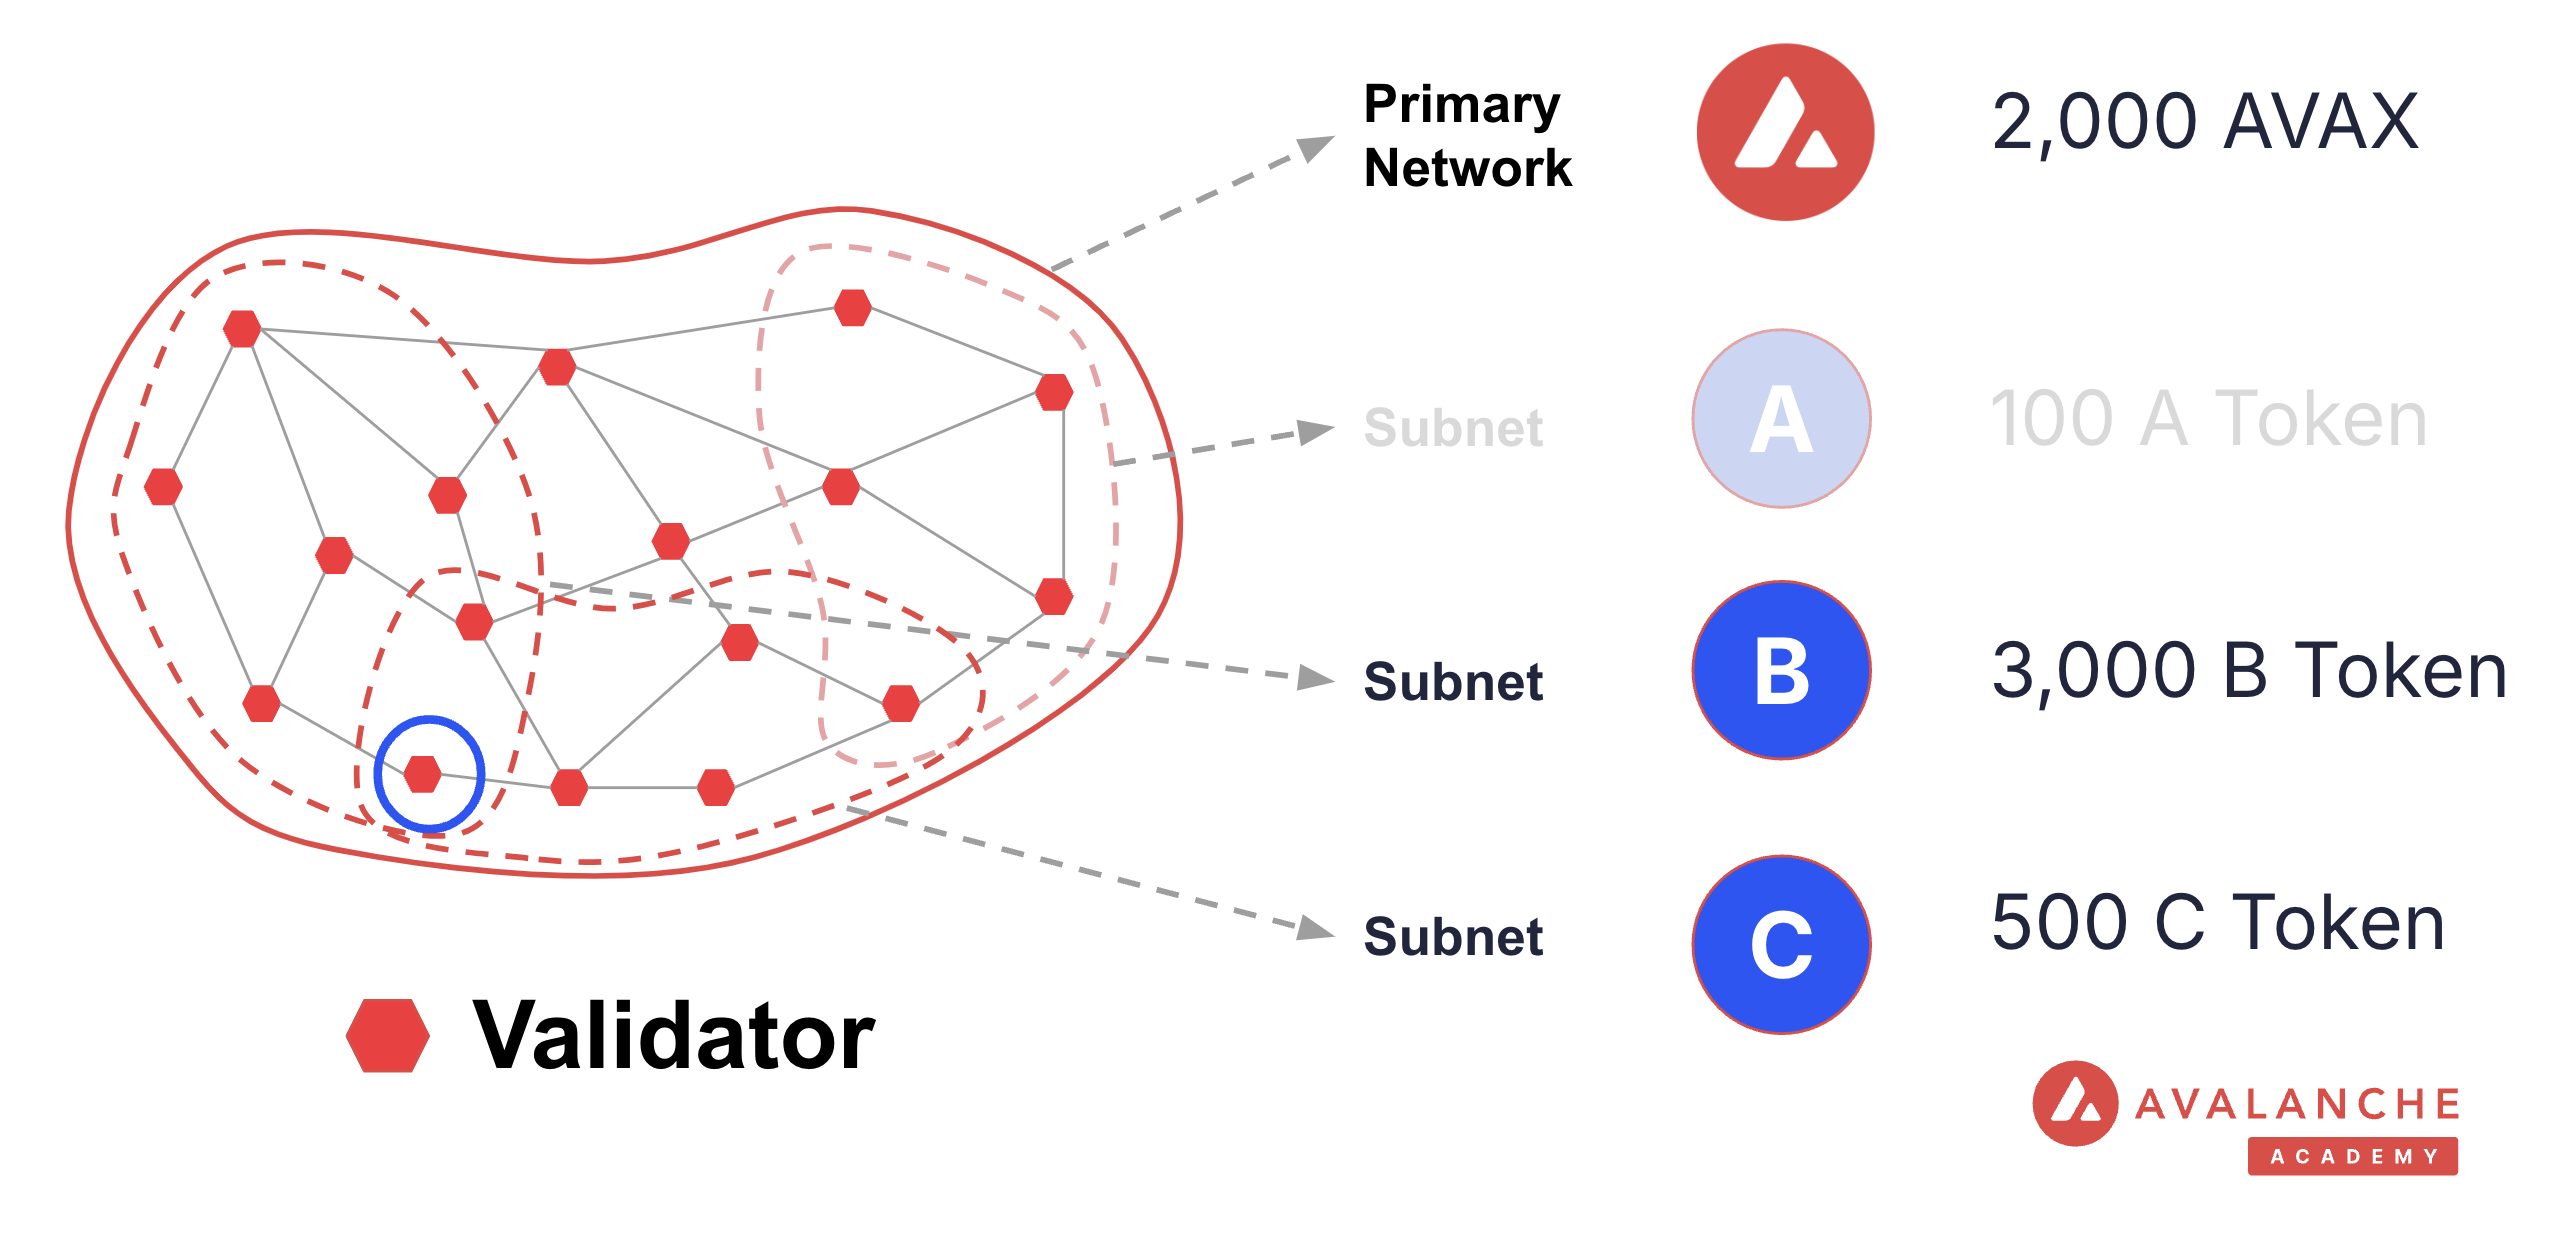 Primary
Network
2,000 AVAX
Subnet
A
100 A Token
Subnet
B
3,000 B Token
Subnet
C
500 C Token
Validator
AVALANCHE
ACADEMY